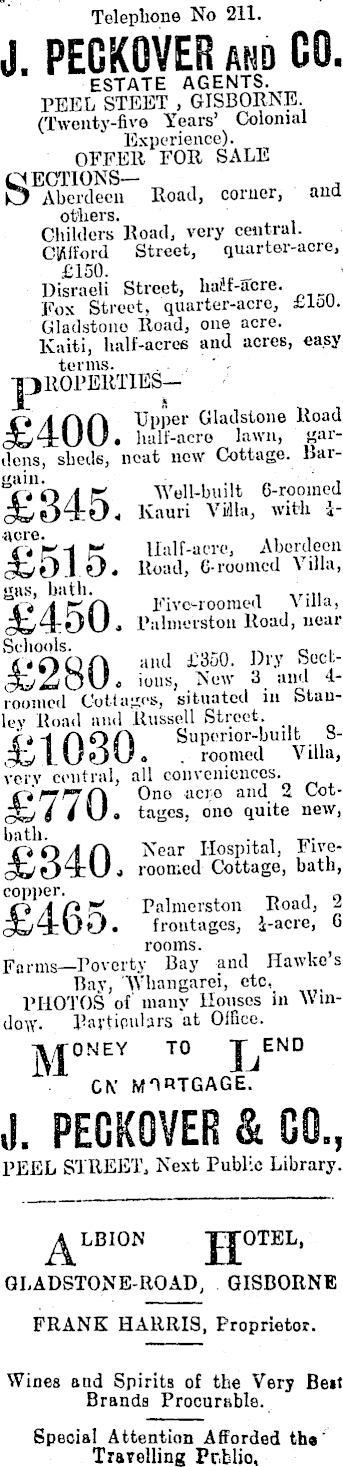 Telephone No 211.
J. PECKOVER AND CO.
ESTATE AGENTS.
PEEL STEET , GISBORNE.
(Twenty-five Years' Colonial
Experience).
OFFER FOR SALE
SECTIONS—
Aberdeen Road, corner, and
others.
Childers Road, very central.
Clifford Street, quarter-acre,
£150.
Disraeli Street, half-acre.
Fox Street, quarter-acre, £150.
Gladstone Road, one acre.
Kaiti, half-acres and acres, easy
terms.
PROPERTIES—
£400. Upper Gladstone Road
half-acre lawn, gar-
dens, sheds, neat new Cottage. Bar-
gain.
£345. Well-built 6-roomed
Kauri Villa, with ¼-
acre.
£515. Half-acre, Aberdeen
Road, 6-roomed Villa,
gas, bath.
£450. Five-roomed Villa,
Palmerston Road, near
Schools.
£280. and £350. Dry Sect-
ions, New 3 and 4-
roomed Cottages, situated in Stan-
ley Road and Russell Street.
£1030. Superior-built 8-
roomed Villa,
very central, all conveniences.
£770. One acre and 2 Cot-
tages, one quite new,
bath.
£340. Near Hospital, Five-
roomed Cottage, bath,
copper.
£465. Palmerston Road, 2
frontages, ¼-acre, 6
rooms.
Farms—Poverty Bay and Hawke's
Bay, Whangarei, etc.
PHOTOS of many Houses in Win-
dow. Particulars at Office.
MONEY TO LEND
ON MORTGAGE.
J. PECKOVER & CO.,
PEEL STREET, Next Public Library.
ALBION HOTEL,
GLADSTONE-ROAD, GISBORNE
FRANK HARRIS, Proprietor.
Wines and Spirits of the Very Best
Brands Procurable.
Special Attention Afforded the
Travelling Public,